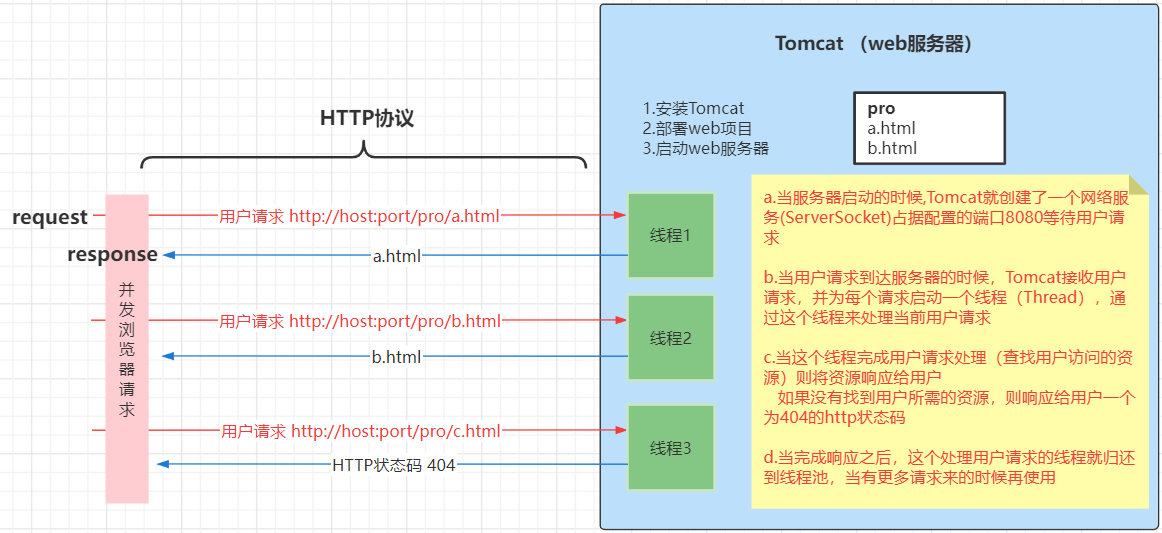 Tomcat （web服务器）
1.安装Tomcat
2.部署web项目
3.启动web服务器
pro
a.html
b.html
HTTP协议
request
用户请求 http://host:port/pro/a.html
线程1
response
a.html
并发浏览器请求
用户请求 http://host:port/pro/b.html
线程2
b.html
用户请求 http://host:port/pro/c.html
线程3
HTTP状态码 404
a.当服务器启动的时候,Tomcat就创建了一个网络服
务(ServerSocket)占据配置的端口8080等待用户请
求
b.当用户请求到达服务器的时候，Tomcat接收用户
请求，并为每个请求启动一个线程（Thread），通
过这个线程来处理当前用户请求
c.当这个线程完成用户请求处理（查找用户访问的资
源）则将资源响应给用户
如果没有找到用户所需的资源，则响应给用户一个
为404的http状态码
d.当完成响应之后，这个处理用户请求的线程就归还
到线程池，当有更多请求来的时候再使用